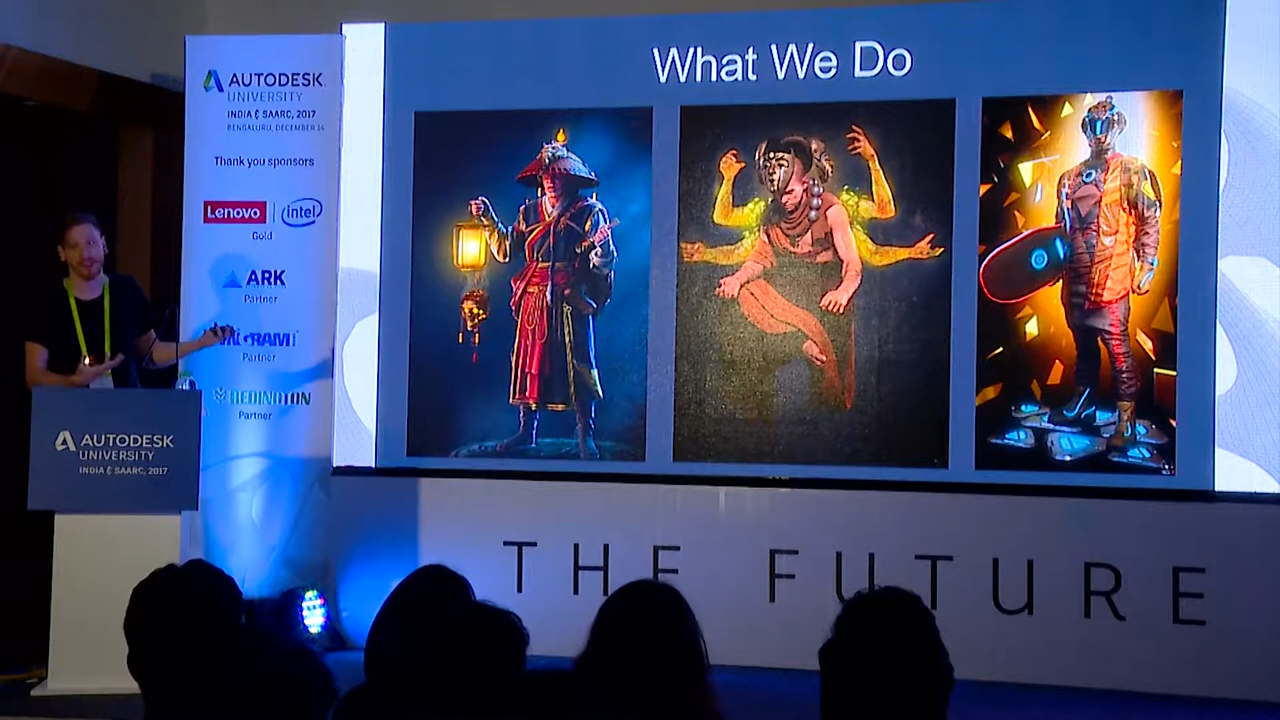 AUTODESK
UNIVERSITY
INDIA & SAARC, 2017
BENGALURU, DECEMBER 14
Thank you sponsors
Lenovo
intel
Gold
ARK
Partner
Partner
REDINGTON
Partner
What We Do
AUTODESK
UNIVERSITY
INDIA & SAARC, 2017
THE FUTURE